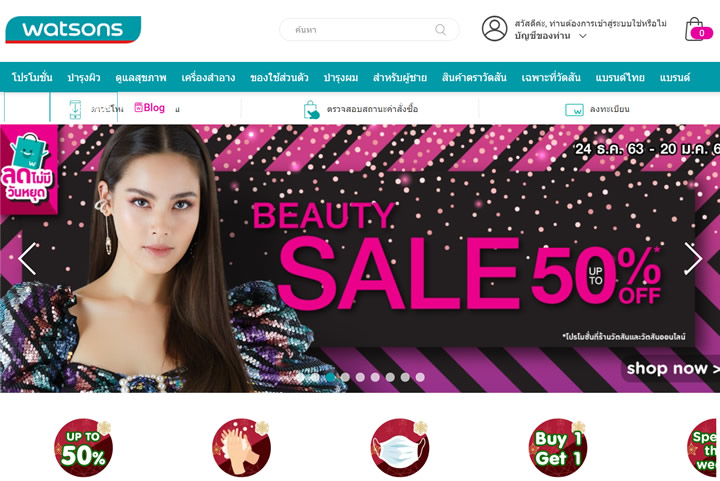 watsons
ค้นหา
สวัสดีค่ะ, ท่านต้องการเข้าสู่ระบบใช่หรือไม่
บัญชีของท่าน
0
โปรโมชั่น บำรุงผิว ดูแลสุขภาพ เครื่องสำอาง ของใช้ส่วนตัว บำรุงผม สำหรับผู้ชาย สินค้าตราวัตสัน เฉพาะที่วัตสัน แบรนด์ไทย แบรนด์
Blog ตรวจสอบสถานะคำสั่งซื้อ ลงทะเบียน
24 ธ.ค. 63 - 20 ม.ค. 6
ลดไม่มี
วันหยุด
BEAUTY
SALE UP TO 50%* OFF
*โปรโมชั่นที่ร้านวัตสันและวัตสันออนไลน์
shop now >
UP TO
50%
Buy 1
Get 1
Spe
th
wee